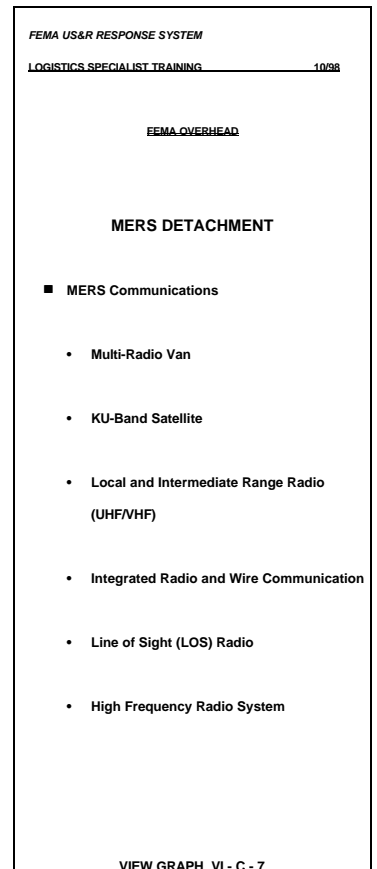 FEMA US&R RESPONSE SYSTEM
LOGISTICS SPECIALIST TRAINING 10/98
FEMA OVERHEAD
MERS DETACHMENT
■ MERS Communications
• Multi-Radio Van
• KU-Band Satellite
• Local and Intermediate Range Radio
(UHF/VHF)
• Integrated Radio and Wire Communication
• Line of Sight (LOS) Radio
• High Frequency Radio System
VIEW GRAPH VI - C - 7